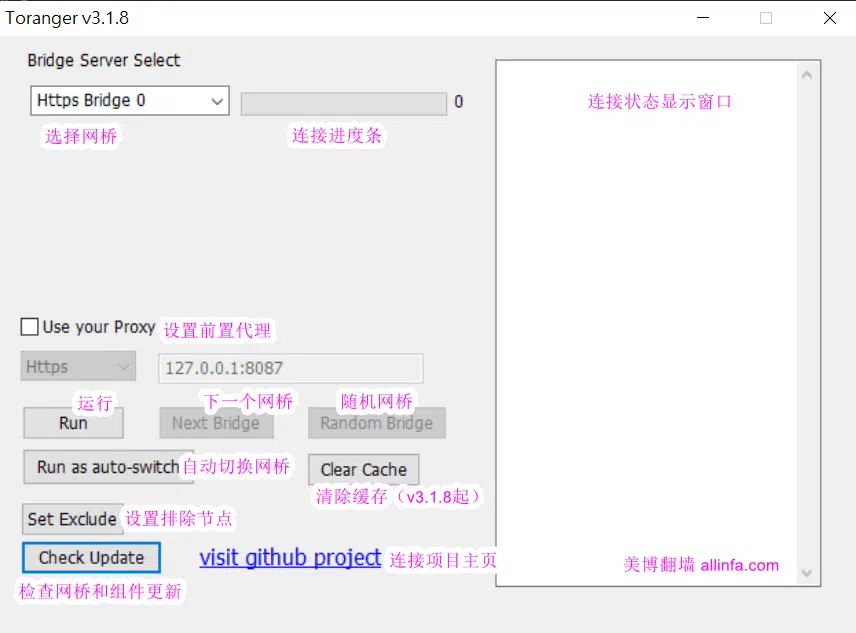 Toranger v3.1.8
Bridge Server Select
Https Bridge 0
0
选择网桥
连接进度条
连接状态显示窗口
Use your Proxy
设置前置代理
Https
127.0.0.1:8087
运行
下一个网桥
随机网桥
Run
Next Bridge
Random Bridge
Run as auto-switch
自动切换网桥
Clear Cache
清除缓存（v3.1.8起）
Set Exclude
设置排除节点
Check Update
visit github project
连接项目主页
美博翻墙 allinfa.com
检查网桥和组件更新